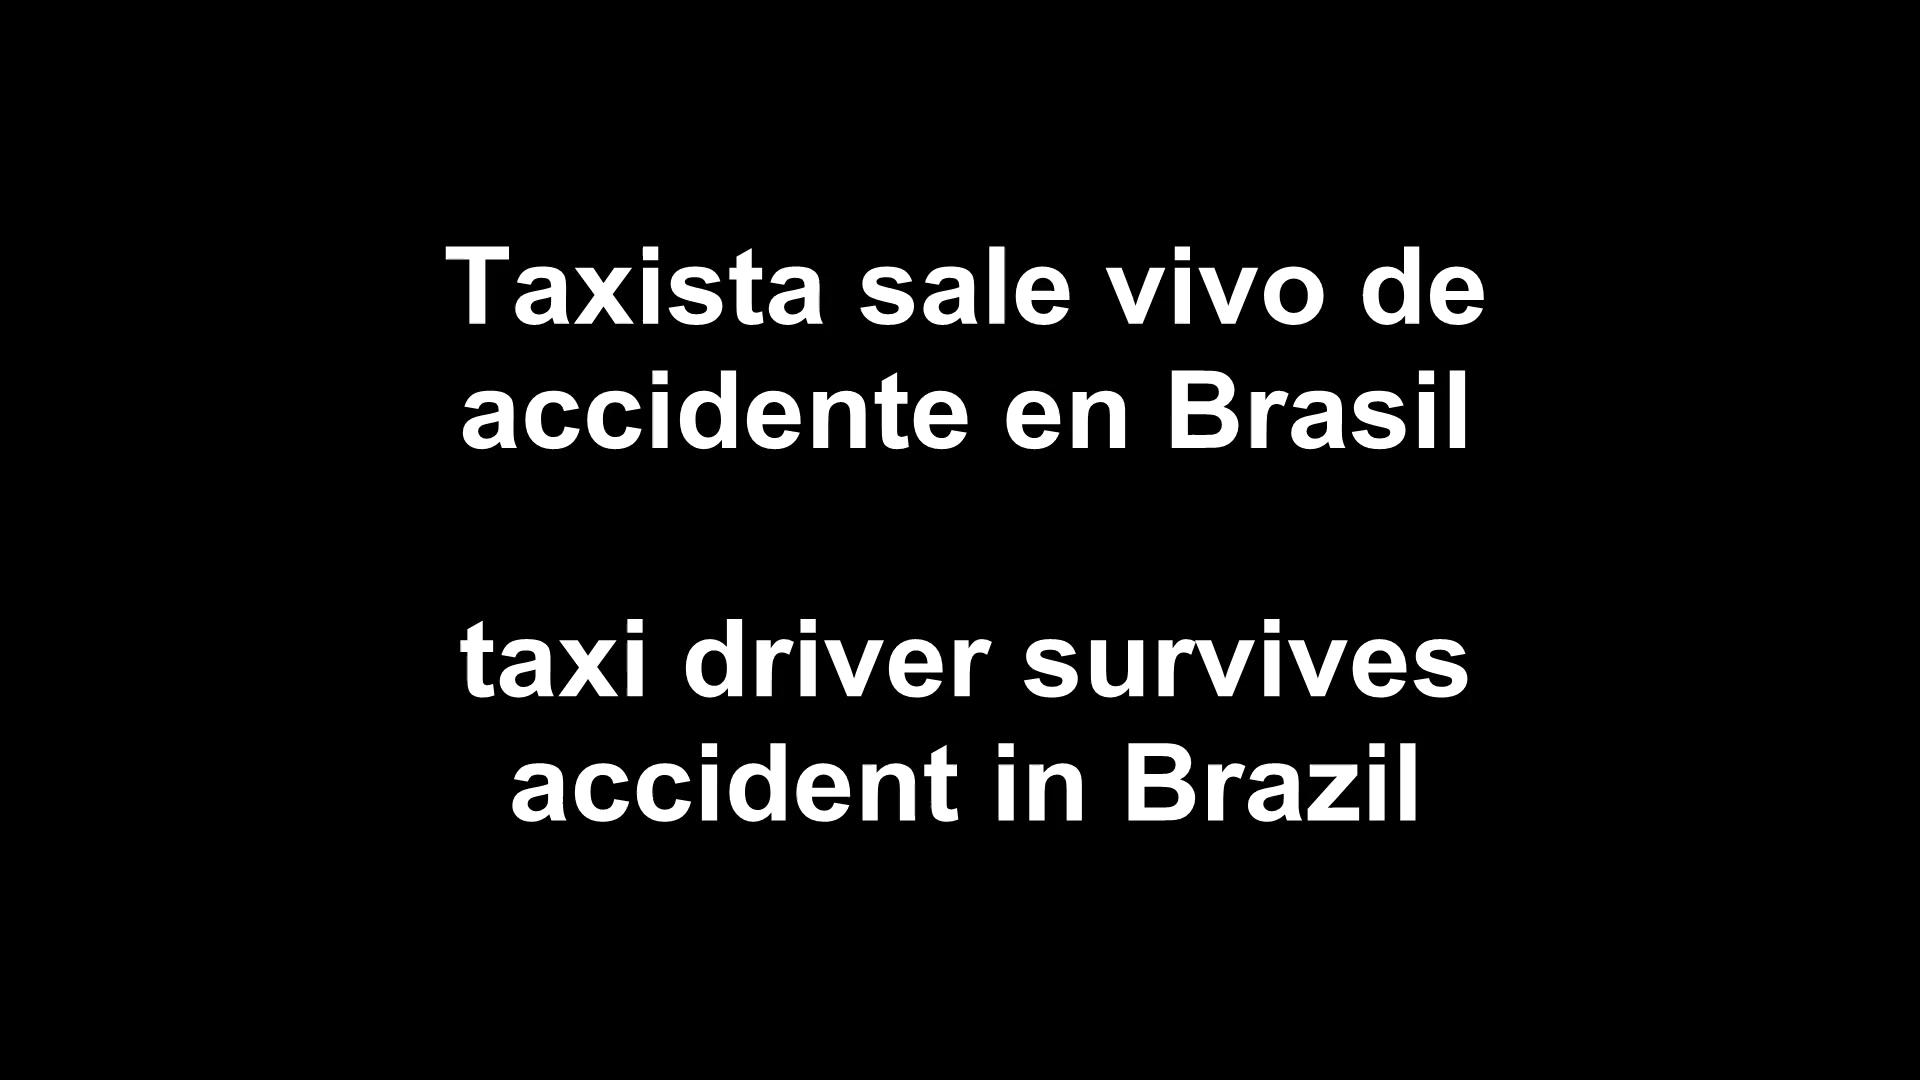 Taxista sale vivo de
accidente en Brasil
taxi driver survives
accident in Brazil